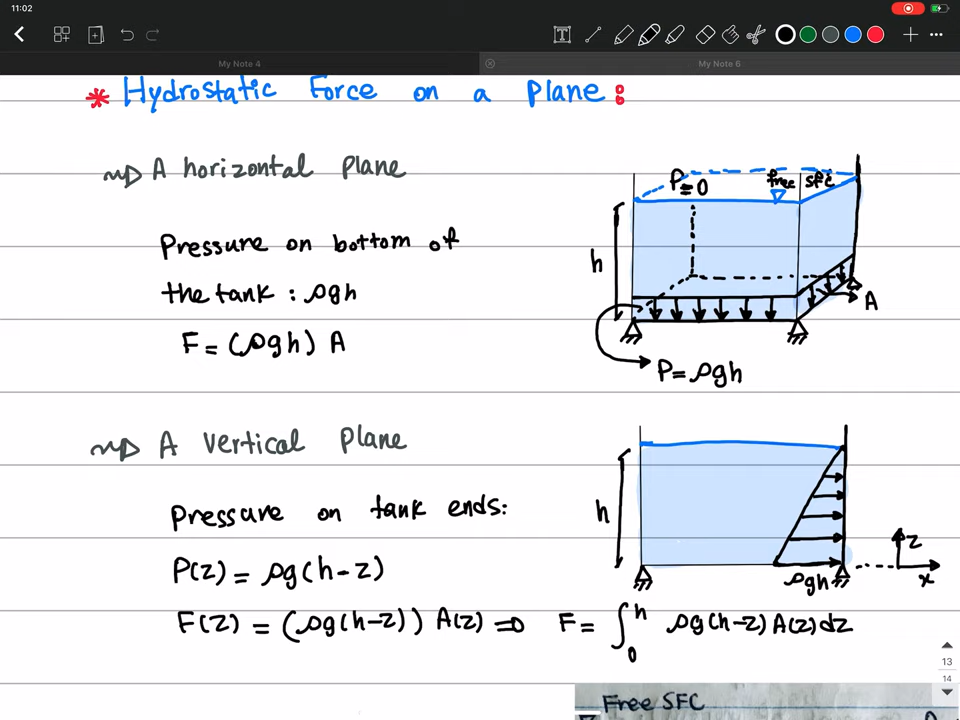 11:02
My Note 4
My Note 6
* Hydrostatic Force on a plane:
A horizontal Plane
Pressure on bottom of
the tank : ρgh
F = (ρgh) A
P=0
free sfc
h
A
P = ρgh
A vertical Plane
Pressure on tank ends:
P(z) = ρg(h-z)
F(z) = (ρg(h-z)) A(z) ⇒ F = ∫₀ʰ ρg(h-z) A(z) dz
h
ρgh
z
x
13
14
Free SFC